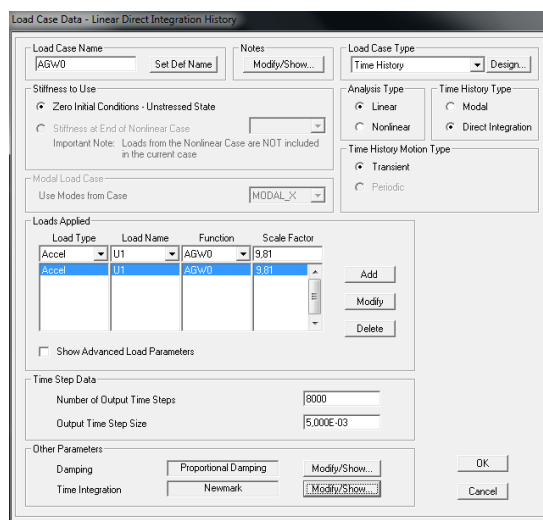 Load Case Data - Linear Direct Integration History
Load Case Name
AGW0
Set Def Name
Notes
Modify/Show...
Load Case Type
Time History
Design...
Stiffness to Use
Zero Initial Conditions - Unstressed State
Stiffness at End of Nonlinear Case
Important Note: Loads from the Nonlinear Case are NOT included
in the current case
Analysis Type
Linear
Nonlinear
Time History Type
Modal
Direct Integration
Time History Motion Type
Transient
Periodic
Modal Load Case
Use Modes from Case
MODAL_X
Loads Applied
Load Type Load Name Function Scale Factor
Accel U1 AGW0 9,81
Accel U1 AGW0 9,81
Add
Modify
Delete
Show Advanced Load Parameters
Time Step Data
Number of Output Time Steps 8000
Output Time Step Size 5,000E-03
Other Parameters
Damping Proportional Damping Modify/Show...
Time Integration Newmark Modify/Show...
OK
Cancel